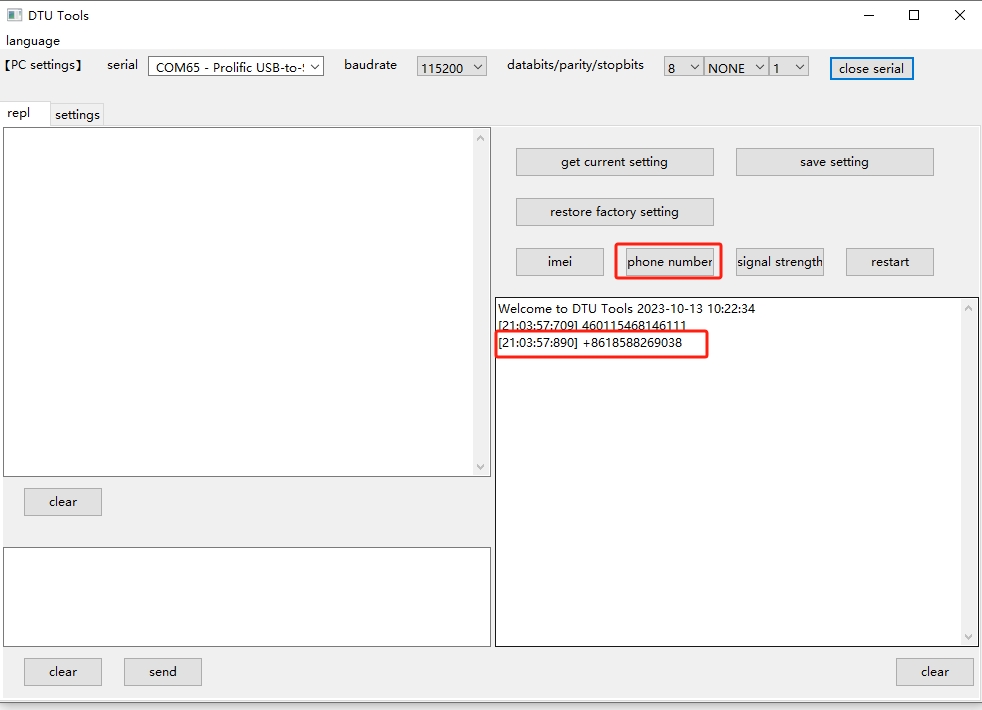 DTU Tools
language
【PC settings】 serial COM65 - Prolific USB-to- baudrate 115200 databits/parity/stopbits 8 NONE 1 close serial
repl settings
get current setting save setting
restore factory setting
imei phone number signal strength restart
Welcome to DTU Tools 2023-10-13 10:22:34
[21:03:57:709] 460115468146111
[21:03:57:890] +8618588269038
clear
clear send clear